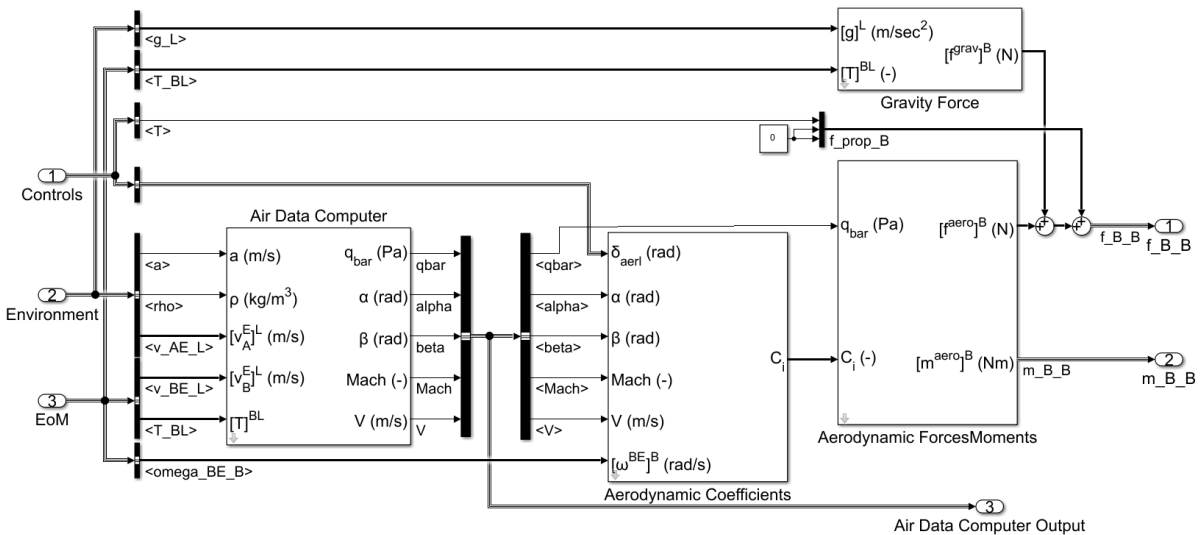 <g_L>
[g]^L (m/sec²)
[f^grav]^B (N)
<T_BL>
[T]^BL (-)
Gravity Force
<T>
0
f_prop_B
1
Controls
Air Data Computer
q_bar (Pa)
[f^aero]^B (N)
1
f_B_B
f_B_B
<a>
a (m/s)
q_bar (Pa)
qbar
<qbar>
δ_aerl (rad)
2
Environment
<rho>
ρ (kg/m³)
α (rad)
alpha
<alpha>
α (rad)
<v_AE_L>
[v_A^E]^L (m/s)
β (rad)
beta
<beta>
β (rad)
C_i
C_i (-)
[m^aero]^B (Nm)
m_B_B
2
m_B_B
<v_BE_L>
[v_B^E]^L (m/s)
Mach (-)
Mach
<Mach>
Mach (-)
3
EoM
<T_BL>
[T]^BL
V (m/s)
V
<V>
V (m/s)
Aerodynamic ForcesMoments
<omega_BE_B>
[ω^BE]^B (rad/s)
Aerodynamic Coefficients
3
Air Data Computer Output